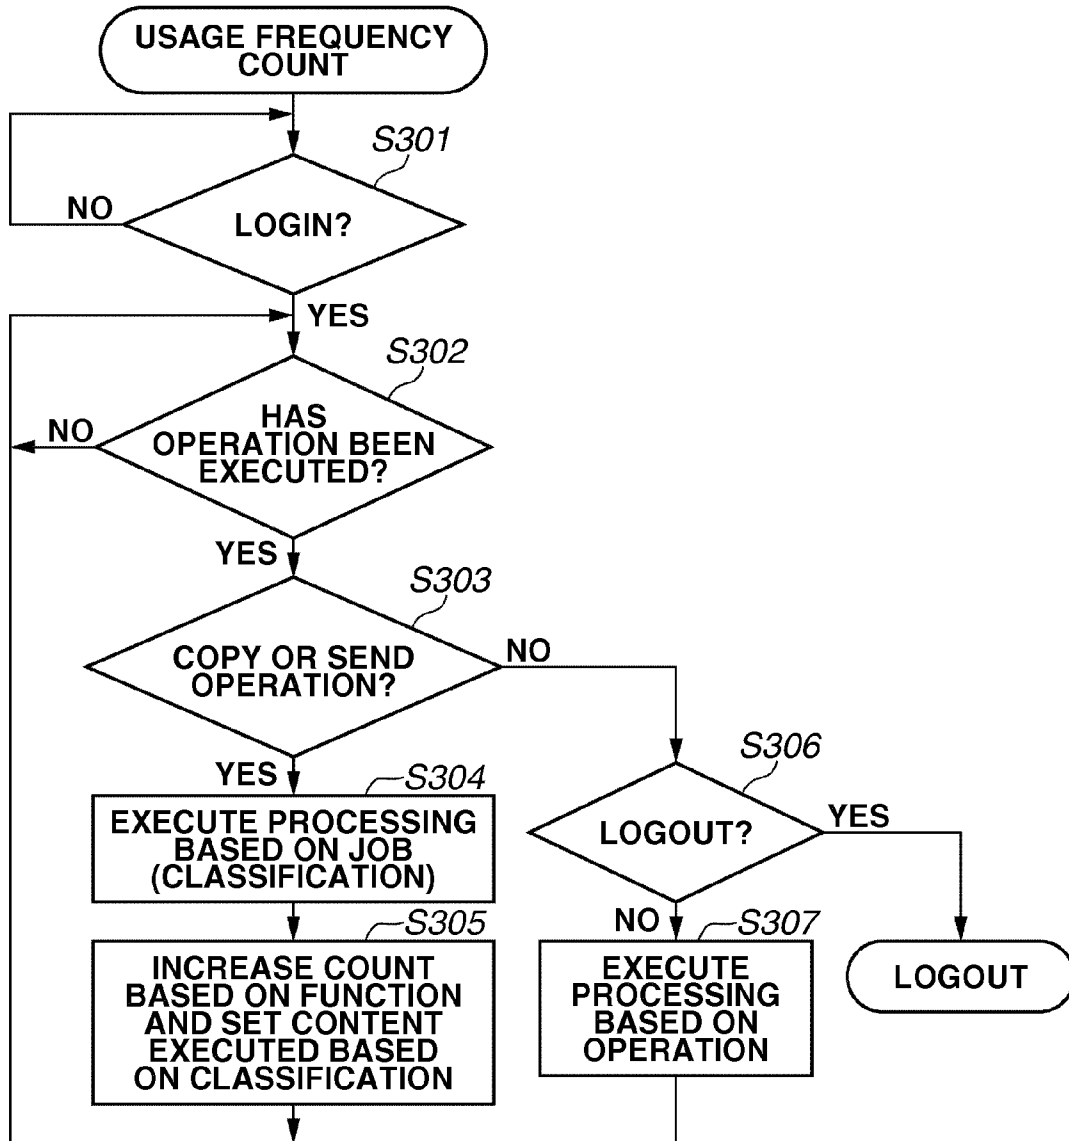 USAGE FREQUENCY
COUNT
S301
NO
LOGIN?
YES
S302
NO
HAS
OPERATION BEEN
EXECUTED?
YES
S303
COPY OR SEND
OPERATION?
NO
YES
S304
EXECUTE PROCESSING
BASED ON JOB
(CLASSIFICATION)
S306
LOGOUT?
YES
NO
S305
INCREASE COUNT
BASED ON FUNCTION
AND SET CONTENT
EXECUTED BASED
ON CLASSIFICATION
S307
EXECUTE
PROCESSING
BASED ON
OPERATION
LOGOUT